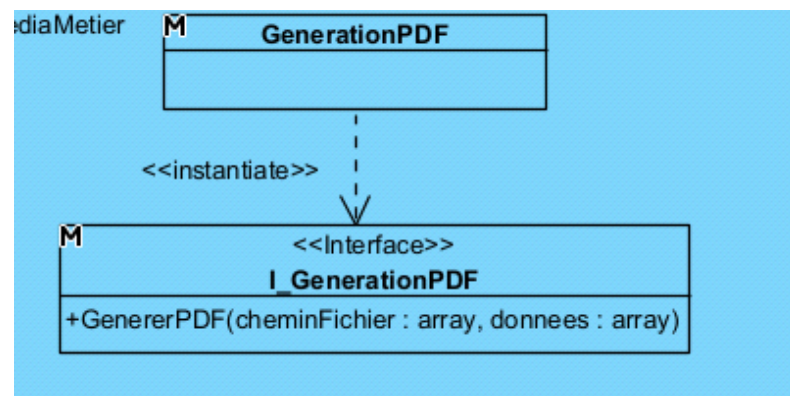 ediaMetier
M
GenerationPDF
<<instantiate>>
M
<<Interface>>
I_GenerationPDF
+GenererPDF(cheminFichier : array, donnees : array)